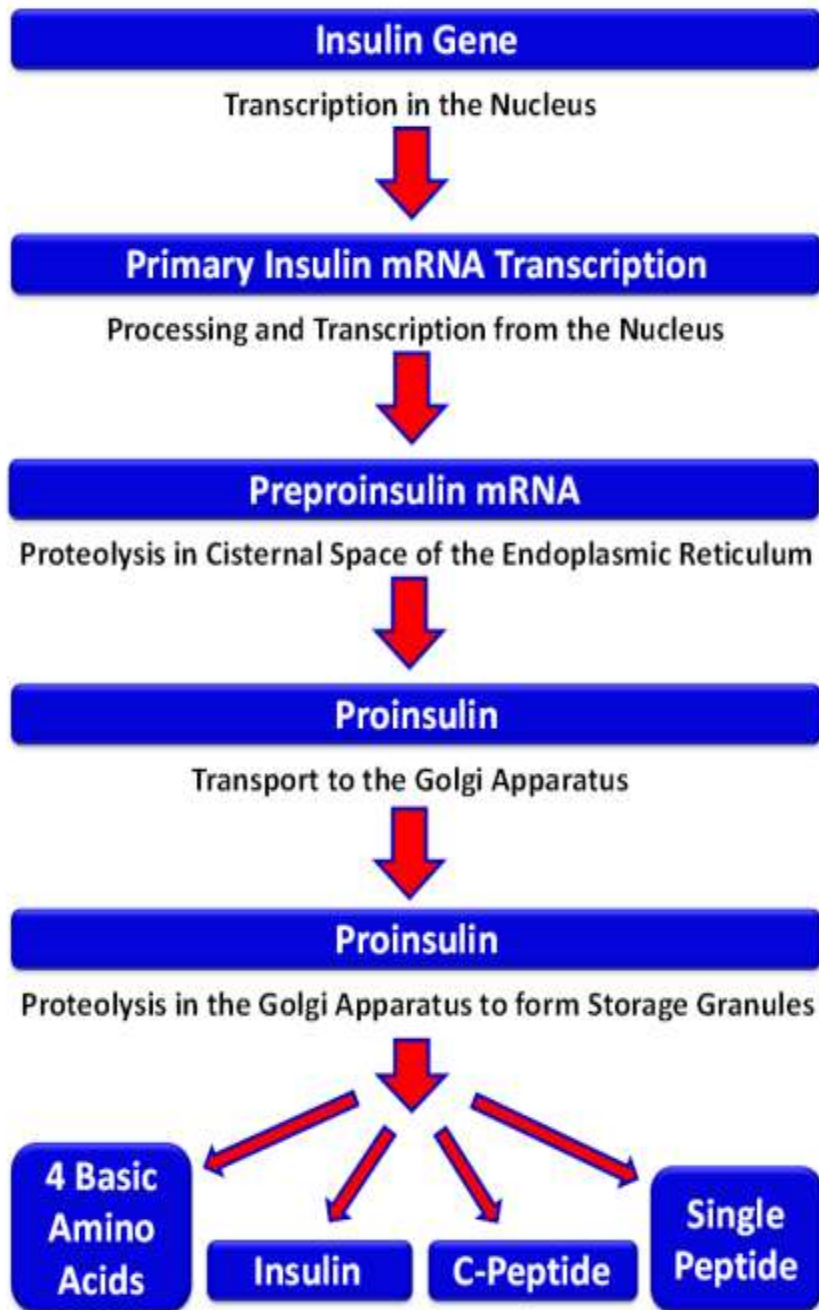 Insulin Gene
Transcription in the Nucleus
Primary Insulin mRNA Transcription
Processing and Transcription from the Nucleus
Preproinsulin mRNA
Proteolysis in Cisternal Space of the Endoplasmic Reticulum
Proinsulin
Transport to the Golgi Apparatus
Proinsulin
Proteolysis in the Golgi Apparatus to form Storage Granules
4 Basic
Amino
Acids
Insulin
C-Peptide
Single
Peptide